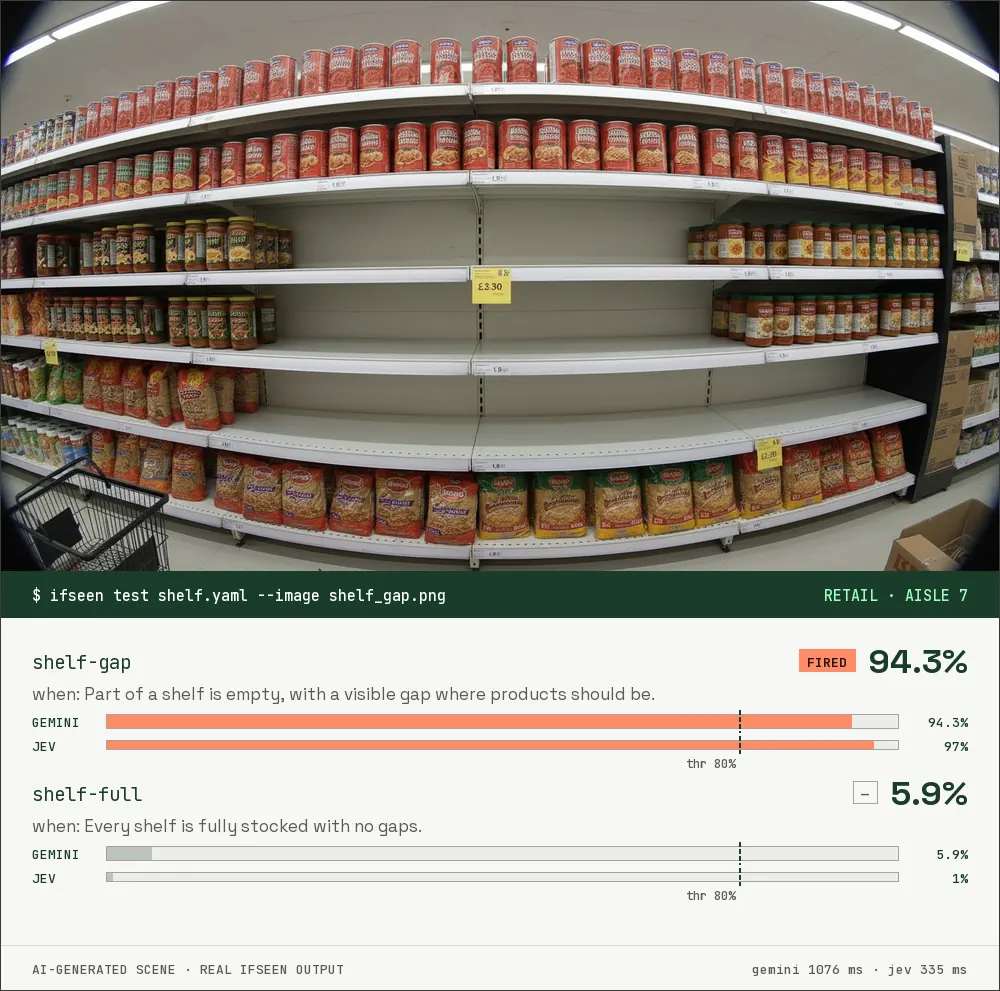 £3.30
£2.20
$ ifseen test shelf.yaml --image shelf_gap.png
RETAIL · AISLE 7
shelf-gap
FIRED 94.3%
when: Part of a shelf is empty, with a visible gap where products should be.
GEMINI 94.3%
JEV 97%
thr 80%
shelf-full
– 5.9%
when: Every shelf is fully stocked with no gaps.
GEMINI 5.9%
JEV 1%
thr 80%
AI-GENERATED SCENE · REAL IFSEEN OUTPUT
gemini 1076 ms · jev 335 ms